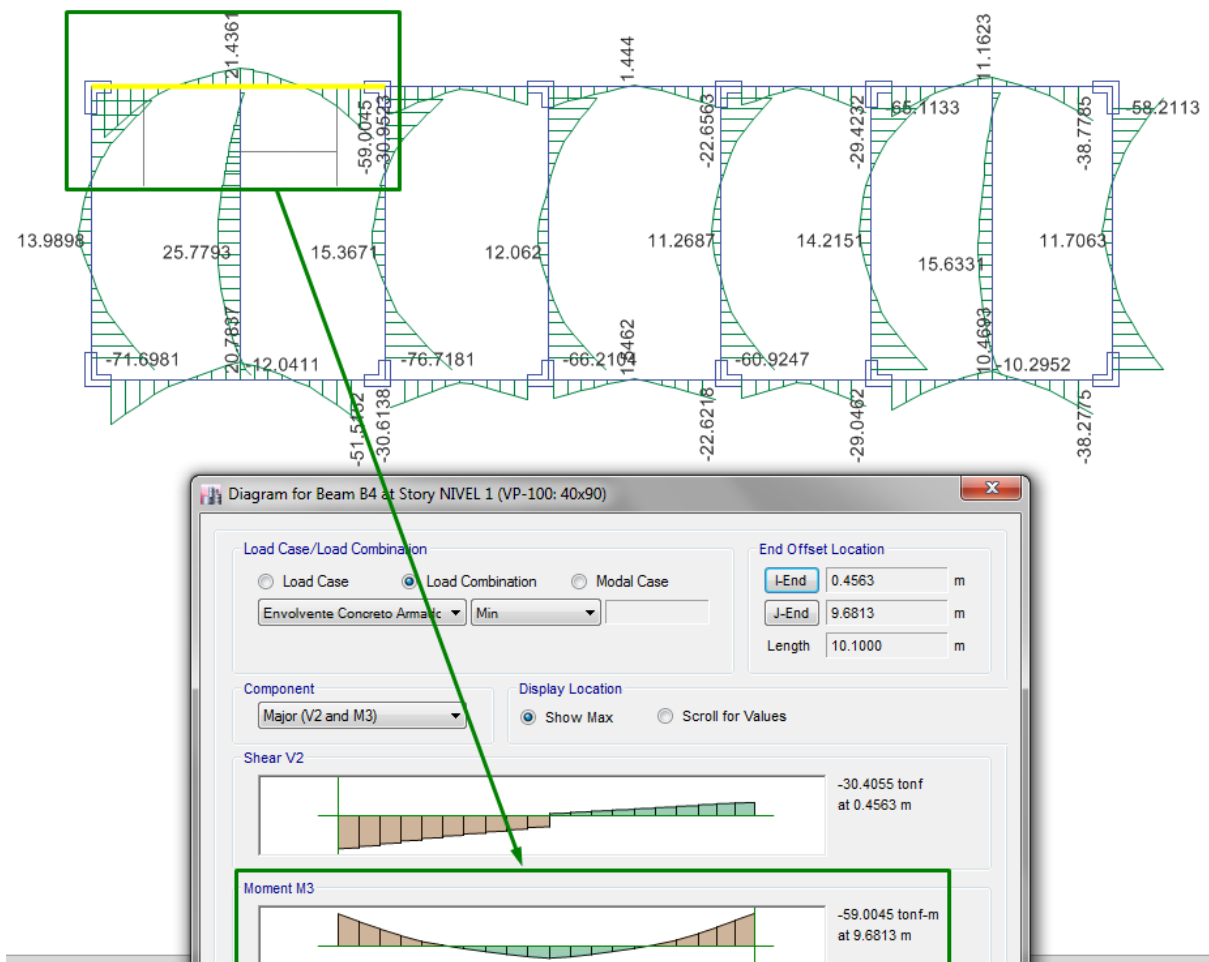 21.4361
1.444
11.1623
-59.0045
-30.9523
-22.6563
-29.4232
-65.1133
-38.7785
-58.2113
13.9898
25.7793
15.3671
12.062
11.2687
14.2151
15.6331
11.7063
-71.6981
20.7837
-12.0411
-76.7181
-66.2104
-60.9247
10.4693
-10.2952
-30.6138
-22.6218
-29.0462
-38.2775
Diagram for Beam B4 at Story NIVEL 1 (VP-100: 40x90)
x
Load Case/Load Combination
Load Case
Load Combination
Modal Case
Envolvente Concreto Armadc
Min
End Offset Location
I-End 0.4563 m
J-End 9.6813 m
Length 10.1000 m
Component
Major (V2 and M3)
Display Location
Show Max
Scroll for Values
Shear V2
-30.4055 tonf
at 0.4563 m
Moment M3
-59.0045 tonf-m
at 9.6813 m